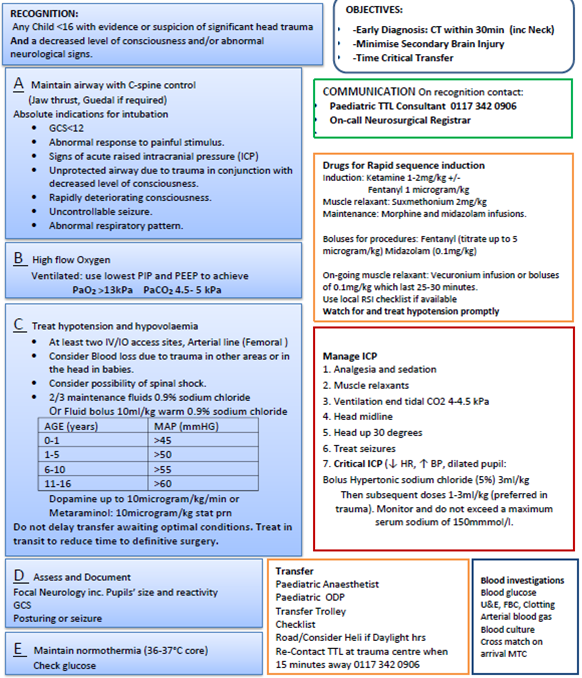 RECOGNITION:
Any Child <16 with evidence or suspicion of significant head trauma
And a decreased level of consciousness and/or abnormal
neurological signs.
OBJECTIVES:
• -Early Diagnosis: CT within 30min (inc Neck)
• -Minimise Secondary Brain Injury
• -Time Critical Transfer
A Maintain airway with C-spine control
(Jaw thrust, Guedal if required)
Absolute indications for intubation
• GCS<12
• Abnormal response to painful stimulus.
• Signs of acute raised intracranial pressure (ICP)
• Unprotected airway due to trauma in conjunction with
decreased level of consciousness.
• Rapidly deteriorating consciousness.
• Uncontrollable seizure.
• Abnormal respiratory pattern.
COMMUNICATION On recognition contact:
• Paediatric TTL Consultant 0117 342 0906
• On-call Neurosurgical Registrar
Drugs for Rapid sequence induction
Induction: Ketamine 1-2mg/kg +/-
Fentanyl 1 microgram/kg
Muscle relaxant: Suxmethonium 2mg/kg
Maintenance: Morphine and midazolam infusions.
Boluses for procedures: Fentanyl (titrate up to 5
microgram/kg) Midazolam (0.1mg/kg)
On-going muscle relaxant: Vecuronium infusion or boluses
of 0.1mg/kg which last 25-30 minutes.
Use local RSI checklist if available
Watch for and treat hypotension promptly
B High flow Oxygen
Ventilated: use lowest PIP and PEEP to achieve
PaO2 >13kPa PaCO2 4.5- 5 kPa
C Treat hypotension and hypovolaemia
• At least two IV/IO access sites, Arterial line (Femoral )
• Consider Blood loss due to trauma in other areas or in
the head in babies.
• Consider possibility of spinal shock.
• 2/3 maintenance fluids 0.9% sodium chloride
Or Fluid bolus 10ml/kg warm 0.9% sodium chloride
AGE (years) MAP (mmHG)
0-1 >45
1-5 >50
6-10 >55
11-16 >60
Dopamine up to 10microgram/kg/min or
Metaraminol: 10microgram/kg stat prn
Do not delay transfer awaiting optimal conditions. Treat in
transit to reduce time to definitive surgery.
Manage ICP
1. Analgesia and sedation
2. Muscle relaxants
3. Ventilation end tidal CO2 4-4.5 kPa
4. Head midline
5. Head up 30 degrees
6. Treat seizures
7. Critical ICP (↓ HR, ↑ BP, dilated pupil:
Bolus Hypertonic sodium chloride (5%) 3ml/kg
Then subsequent doses 1-3ml/kg (preferred in
trauma). Monitor and do not exceed a maximum
serum sodium of 150mmmol/l.
D Assess and Document
Focal Neurology inc. Pupils' size and reactivity
GCS
Posturing or seizure
E Maintain normothermia (36-37°C core)
Check glucose
Transfer
Paediatric Anaesthetist
Paediatric ODP
Transfer Trolley
Checklist
Road/Consider Heli if Daylight hrs
Re-Contact TTL at trauma centre when
15 minutes away 0117 342 0906
Blood investigations
Blood glucose
U&E, FBC, Clotting
Arterial blood gas
Blood culture
Cross match on
arrival MTC